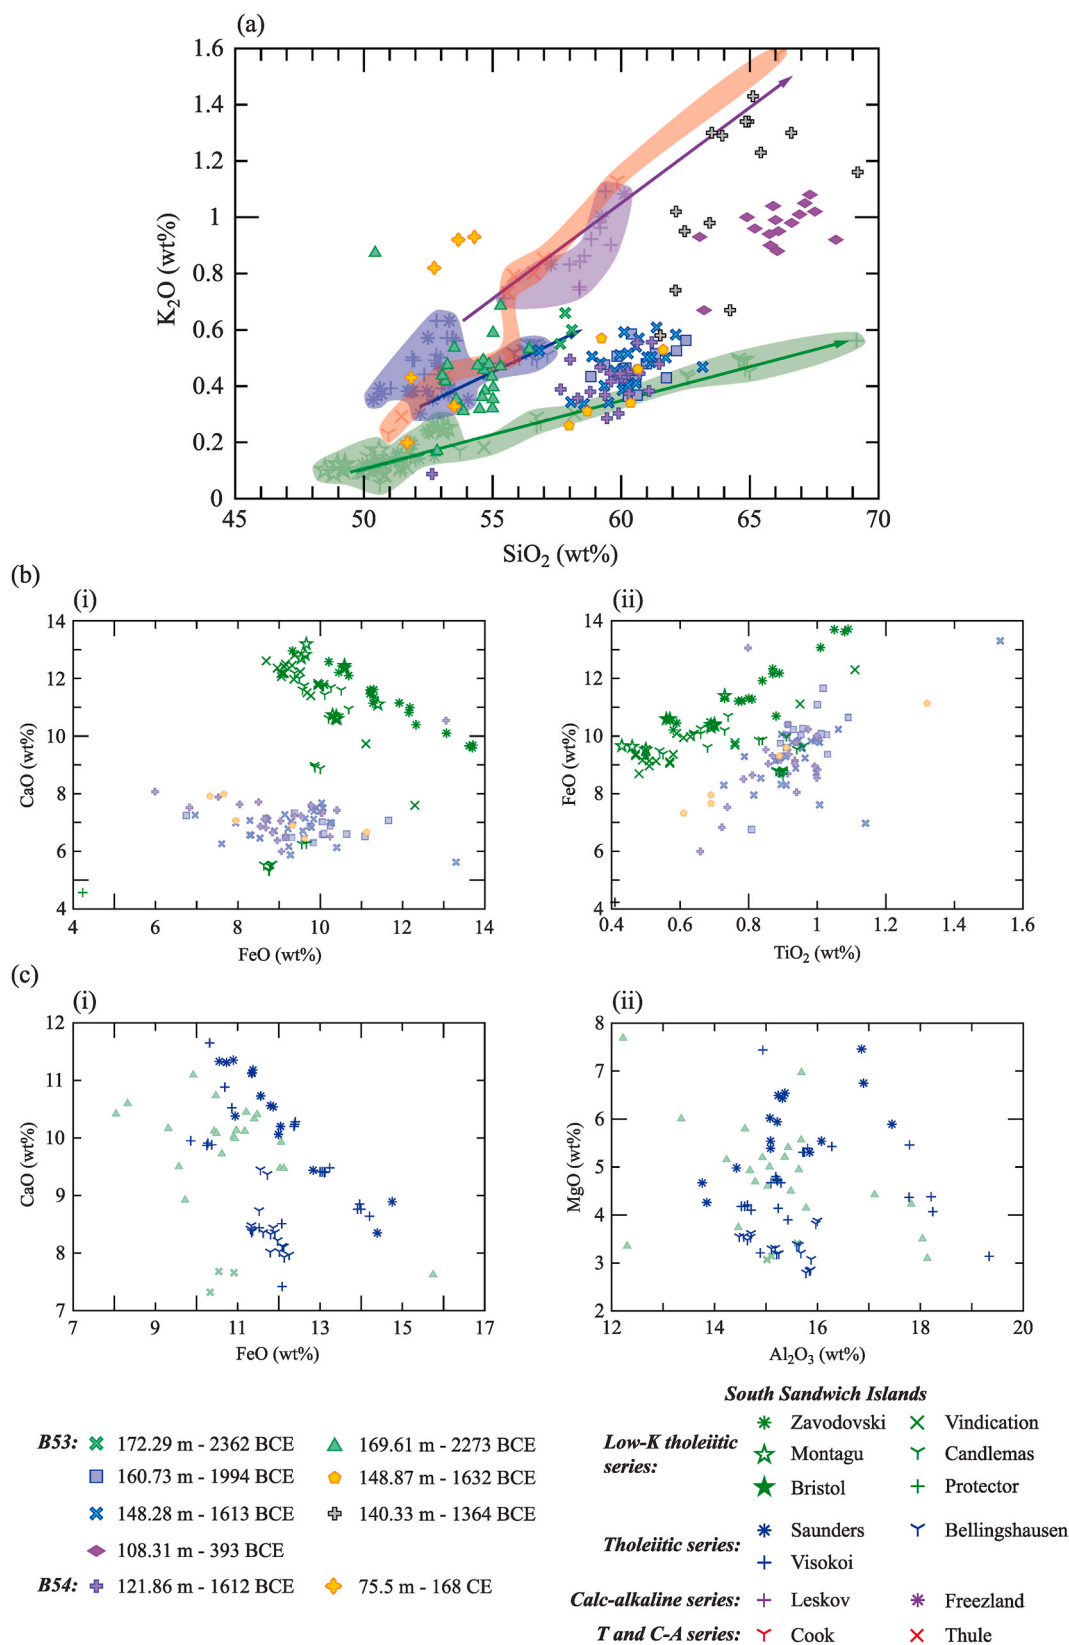 (a)
1.6
1.4
1.2
1.0
0.8
0.6
0.4
0.2
0
K2O (wt%)
45 50 55 60 65 70
SiO2 (wt%)
(b)
(i)
14
12
10
8
6
4
CaO (wt%)
4 6 8 10 12 14
FeO (wt%)
(ii)
14
12
10
8
6
4
FeO (wt%)
0.4 0.6 0.8 1 1.2 1.4 1.6
TiO2 (wt%)
(c)
(i)
12
11
10
9
8
7
CaO (wt%)
7 9 11 13 15 17
FeO (wt%)
(ii)
8
7
6
5
4
3
2
MgO (wt%)
12 14 16 18 20
Al2O3 (wt%)
B53: 172.29 m - 2362 BCE 169.61 m - 2273 BCE
160.73 m - 1994 BCE 148.87 m - 1632 BCE
148.28 m - 1613 BCE 140.33 m - 1364 BCE
108.31 m - 393 BCE
B54: 121.86 m - 1612 BCE 75.5 m - 168 CE
South Sandwich Islands
Low-K tholeiitic
series:
Zavodovski Vindication
Montagu Candlemas
Bristol Protector
Tholeiitic series:
Saunders Bellingshausen
Visokoi
Calc-alkaline series: Leskov Freezland
T and C-A series: Cook Thule